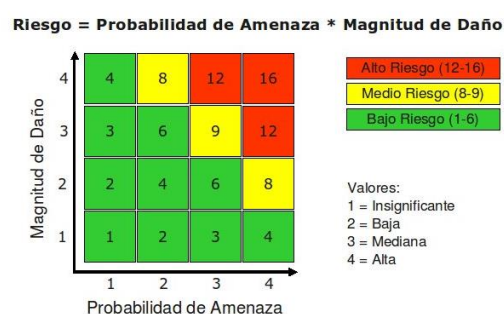 Riesgo = Probabilidad de Amenaza * Magnitud de Daño
4 4 8 12 16
3 3 6 9 12
2 2 4 6 8
1 1 2 3 4
1 2 3 4
Magnitud de Daño
Probabilidad de Amenaza
Alto Riesgo (12-16)
Medio Riesgo (8-9)
Bajo Riesgo (1-6)
Valores:
1 = Insignificante
2 = Baja
3 = Mediana
4 = Alta